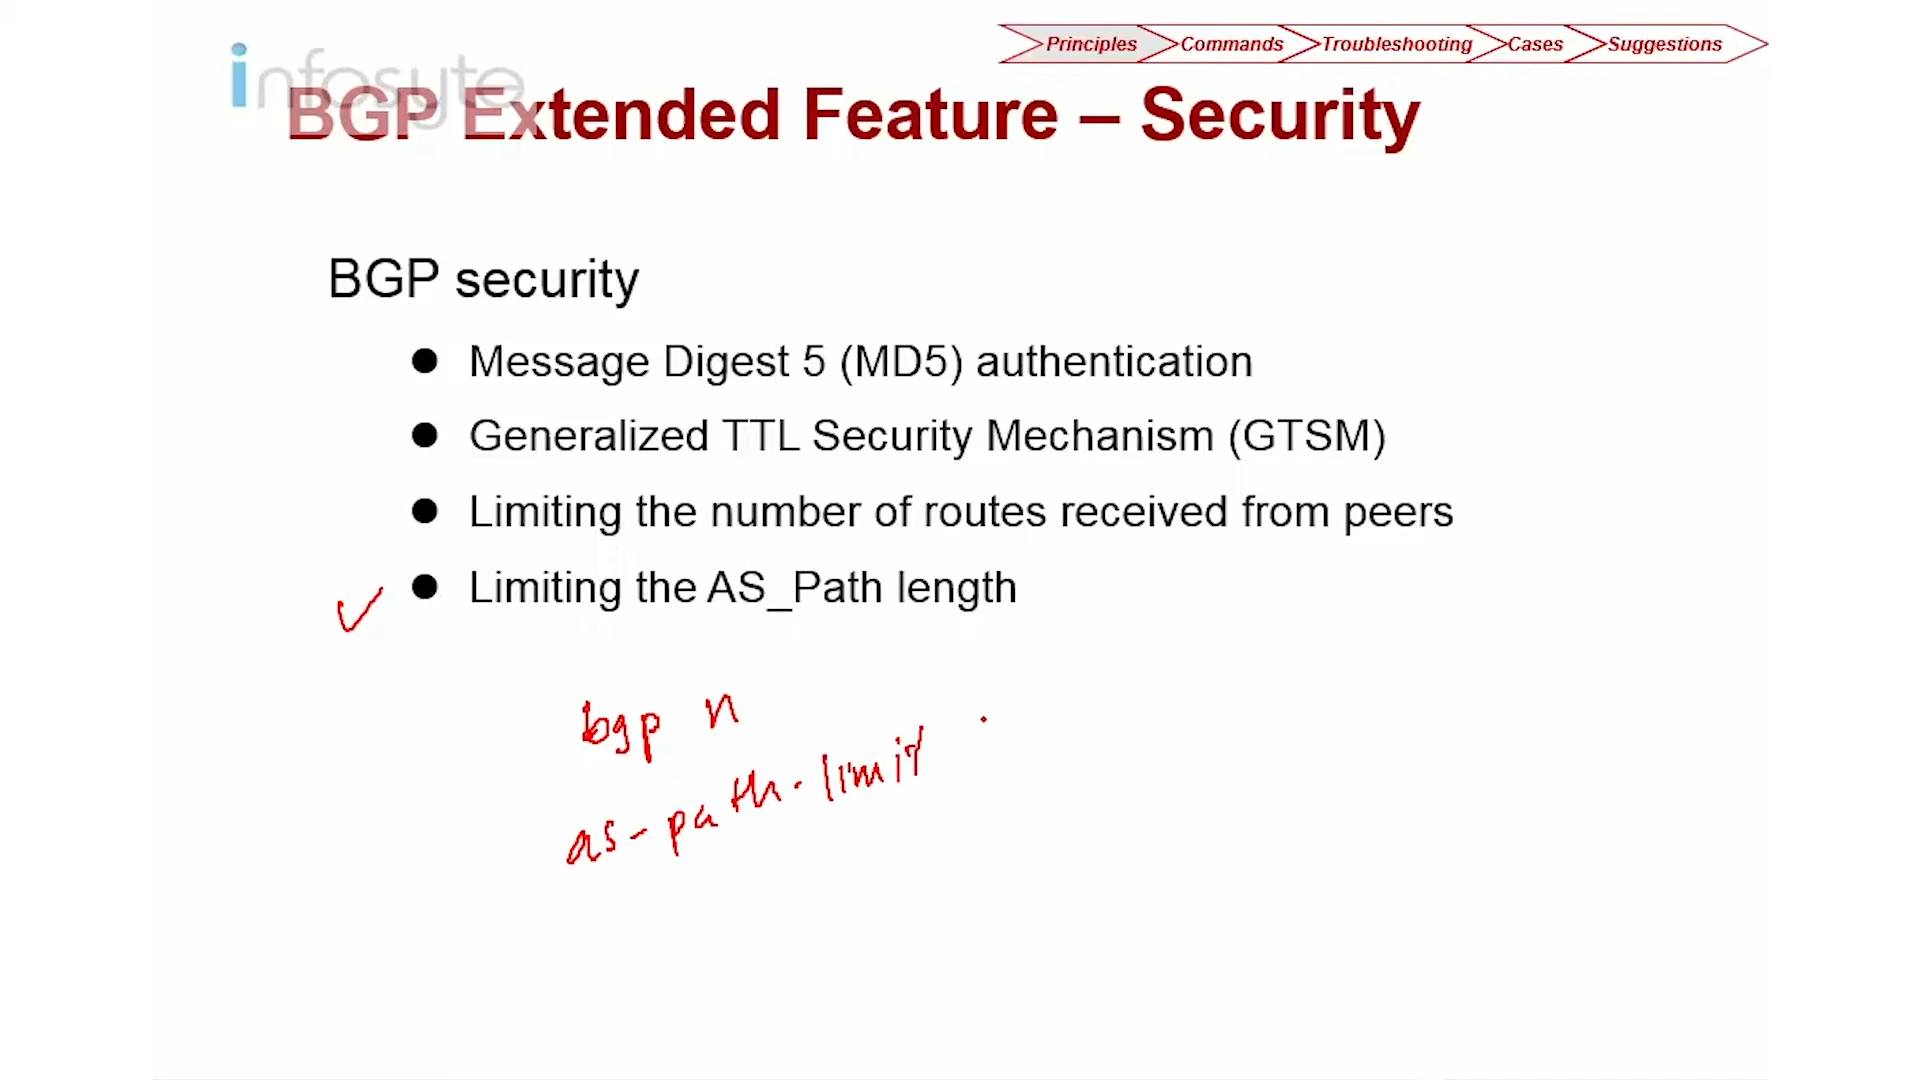 Principles Commands Troubleshooting Cases Suggestions
infosyte
BGP Extended Feature – Security
BGP security
● Message Digest 5 (MD5) authentication
● Generalized TTL Security Mechanism (GTSM)
● Limiting the number of routes received from peers
● Limiting the AS_Path length
bgp n
as-path-limit